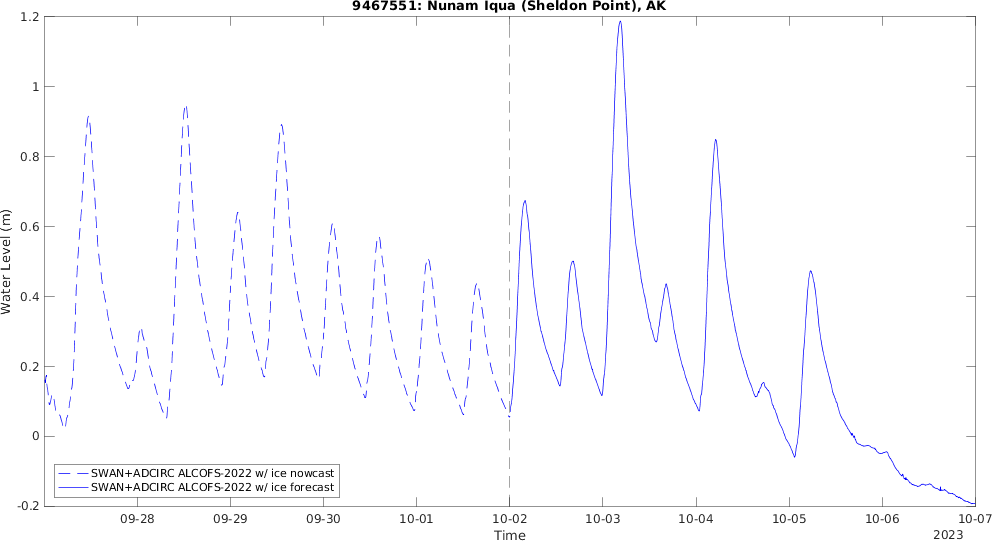 9467551: Nunam Iqua (Sheldon Point), AK
Water Level (m)
1.2
1
0.8
0.6
0.4
0.2
0
-0.2
SWAN+ADCIRC ALCOFS-2022 w/ ice nowcast
SWAN+ADCIRC ALCOFS-2022 w/ ice forecast
09-28 09-29 09-30 10-01 10-02 10-03 10-04 10-05 10-06 10-07
Time
2023